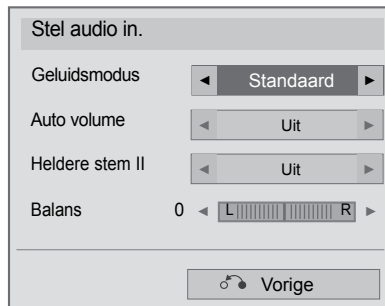 Stel audio in.
Geluidsmodus ◄ Standaard ►
Auto volume ◄ Uit ►
Heldere stem II ◄ Uit ►
Balans 0 ◄ L R ►
Vorige